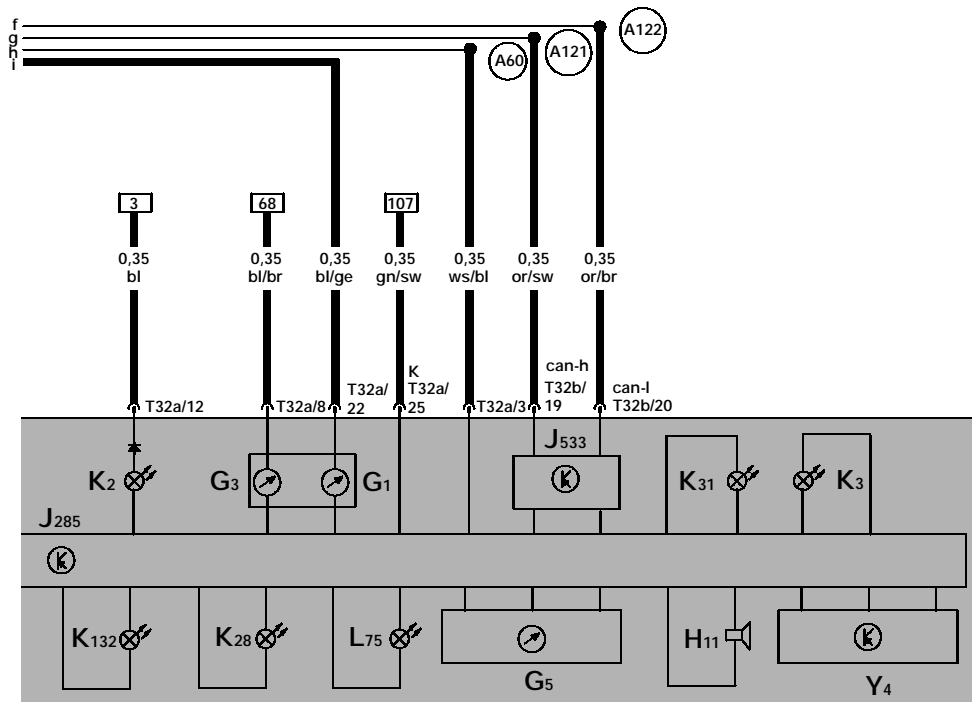 f
g
h
i
A60
A121
A122
3
68
107
0,35
bl
0,35
bl/br
0,35
bl/ge
0,35
gn/sw
0,35
ws/bl
0,35
or/sw
0,35
or/br
T32a/12
T32a/8
T32a/
22
K
T32a/
25
T32a/3
can-h
T32b/
19
can-l
T32b/20
K2
G3
G1
J533
K31
K3
J285
K132
K28
L75
G5
H11
Y4